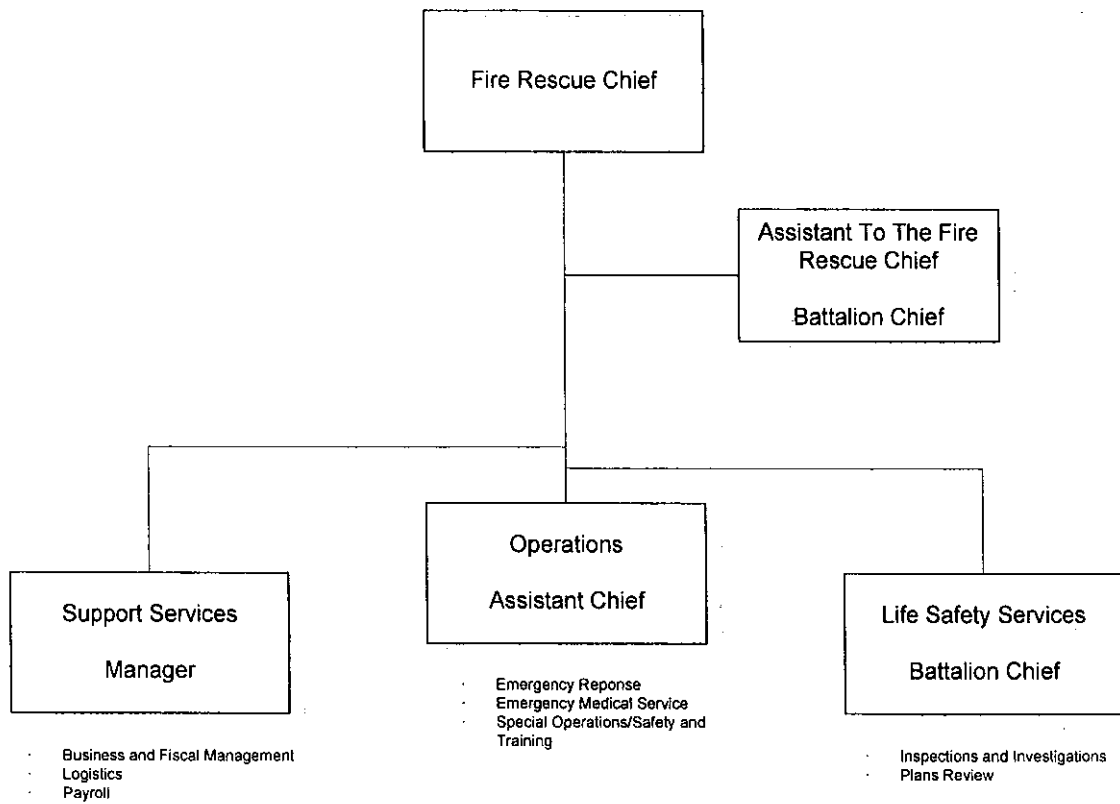 Fire Rescue Chief
Assistant To The Fire
Rescue Chief
Battalion Chief
Operations
Assistant Chief
· Emergency Reponse
· Emergency Medical Service
· Special Operations/Safety and
Training
Support Services
Manager
· Business and Fiscal Management
· Logistics
· Payroll
Life Safety Services
Battalion Chief
· Inspections and Investigations
· Plans Review